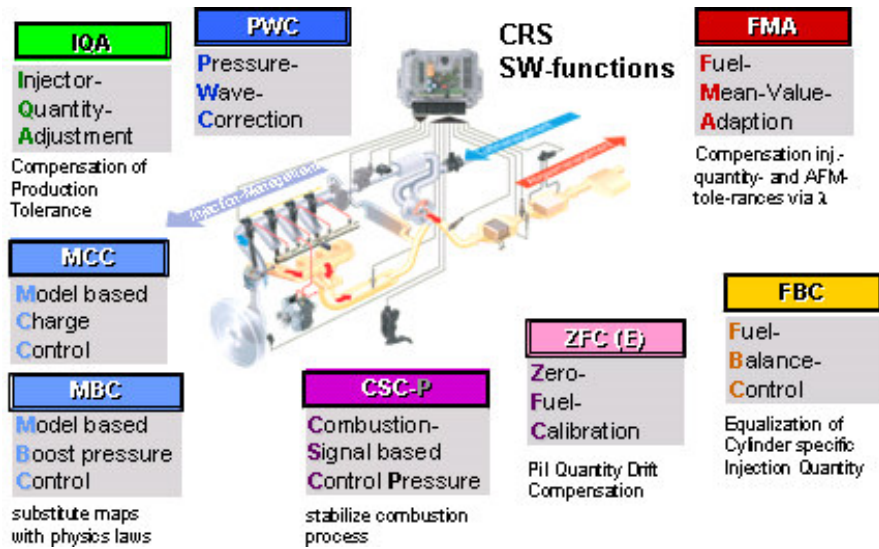 IQA
Injector-
Quantity-
Adjustment
Compensation of
Production
Tolerance
PWC
Pressure-
Wave-
Correction
CRS
SW-functions
FMA
Fuel-
Mean-Value-
Adaption
Compensation inj.-
quantity- and AFM-
tole-rances via λ
Injection-Management
MCC
Model based
Charge
Control
MBC
Model based
Boost pressure
Control
substitute maps
with physics laws
CSC-P
Combustion-
Signal based
Control Pressure
stabilize combustion
process
ZFC (E)
Zero-
Fuel-
Calibration
Pil Quantity Drift
Compensation
FBC
Fuel-
Balance-
Control
Equalization of
Cylinder specific
Injection Quantity